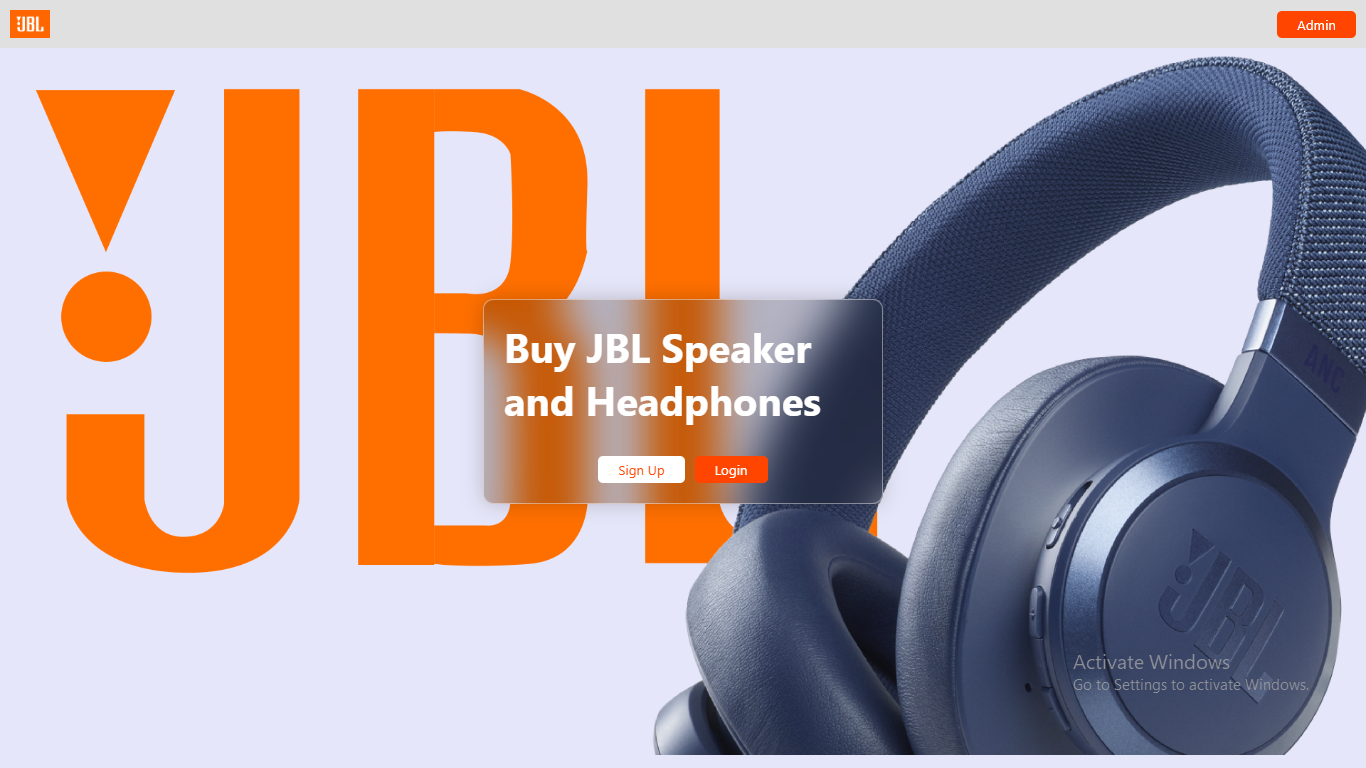 JBL
Admin
JBL
ANC
Buy JBL Speaker
and Headphones
Sign Up
Login
JBL
Activate Windows
Go to Settings to activate Windows.